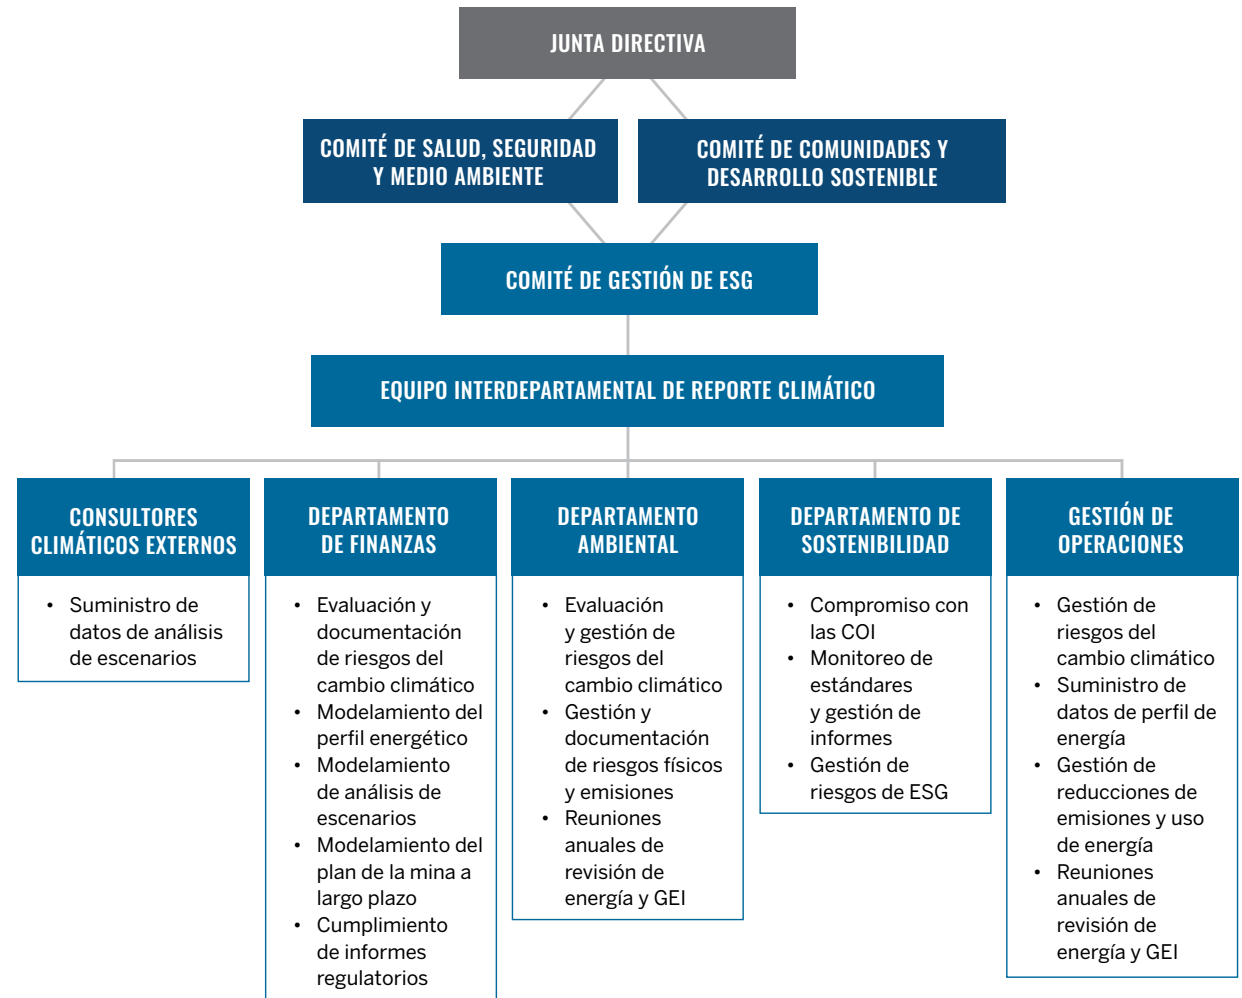 JUNTA DIRECTIVA
COMITÉ DE SALUD, SEGURIDAD
Y MEDIO AMBIENTE
COMITÉ DE COMUNIDADES Y
DESARROLLO SOSTENIBLE
COMITÉ DE GESTIÓN DE ESG
EQUIPO INTERDEPARTAMENTAL DE REPORTE CLIMÁTICO
CONSULTORES
CLIMÁTICOS EXTERNOS
• Suministro de
datos de análisis
de escenarios
DEPARTAMENTO
DE FINANZAS
• Evaluación y
documentación
de riesgos del
cambio climático
• Modelamiento del
perfil energético
• Modelamiento
de análisis de
escenarios
• Modelamiento del
plan de la mina a
largo plazo
• Cumplimiento
de informes
regulatorios
DEPARTAMENTO
AMBIENTAL
• Evaluación
y gestión de
riesgos del
cambio climático
• Gestión y
documentación
de riesgos físicos
y emisiones
• Reuniones
anuales de
revisión de
energía y GEI
DEPARTAMENTO DE
SOSTENIBILIDAD
• Compromiso con
las COI
• Monitoreo de
estándares
y gestión de
informes
• Gestión de
riesgos de ESG
GESTIÓN DE
OPERACIONES
• Gestión de
riesgos del
cambio climático
• Suministro de
datos de perfil de
energía
• Gestión de
reducciones de
emisiones y uso
de energía
• Reuniones
anuales de
revisión de
energía y GEI